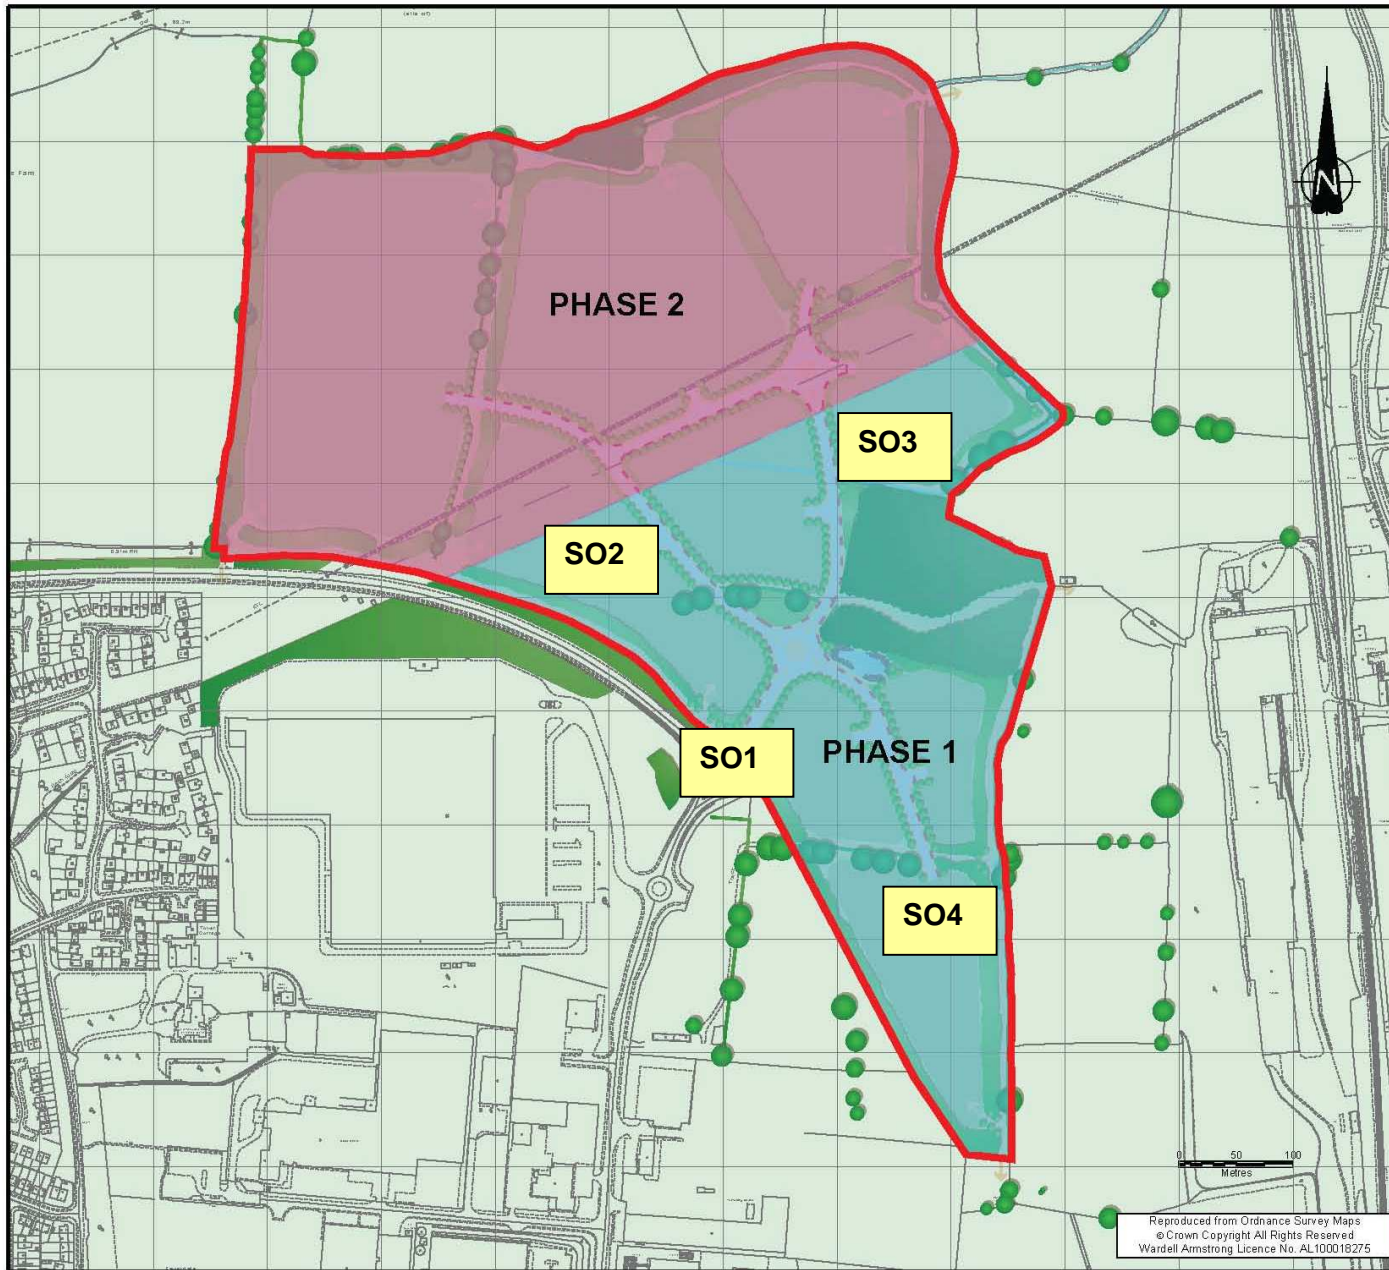 N
PHASE 2
SO3
SO2
SO1
PHASE 1
SO4
0 50 100
Metres
Reproduced from Ordnance Survey Maps
© Crown Copyright All Rights Reserved
Wardell Armstrong Licence No. AL100018275